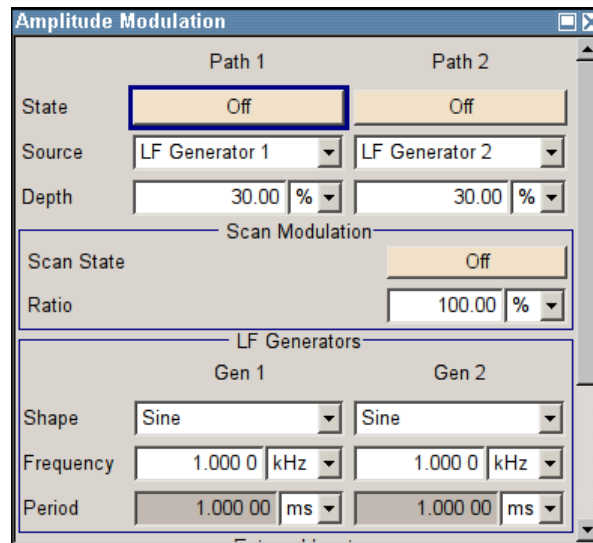 Amplitude Modulation
Path 1 Path 2
State Off Off
Source LF Generator 1 LF Generator 2
Depth 30.00 % 30.00 %
Scan Modulation
Scan State Off
Ratio 100.00 %
LF Generators
Gen 1 Gen 2
Shape Sine Sine
Frequency 1.000 0 kHz 1.000 0 kHz
Period 1.000 00 ms 1.000 00 ms